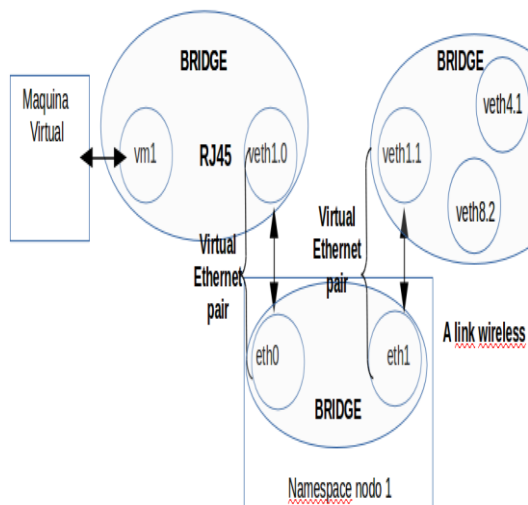 BRIDGE
Maquina
Virtual
vm1
RJ45
veth1.0
BRIDGE
veth4.1
veth1.1
veth8.2
Virtual
Ethernet
pair
Virtual
Ethernet
pair
A link wireless
eth0
eth1
BRIDGE
Namespace nodo 1